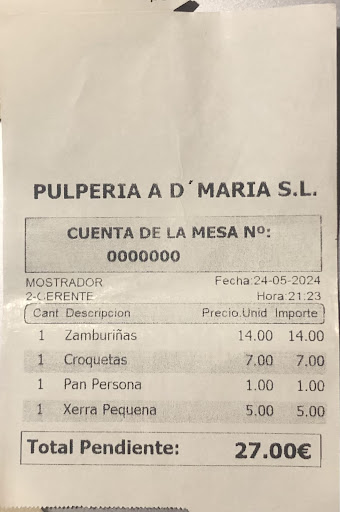 PULPERIA A D´MARIA S.L.
CUENTA DE LA MESA Nº:
0000000
MOSTRADOR Fecha:24-05-2024
2-GERENTE Hora:21:23
Cant Descripcion Precio.Unid Importe
1 Zamburiñas 14.00 14.00
1 Croquetas 7.00 7.00
1 Pan Persona 1.00 1.00
1 Xerra Pequena 5.00 5.00
Total Pendiente: 27.00€